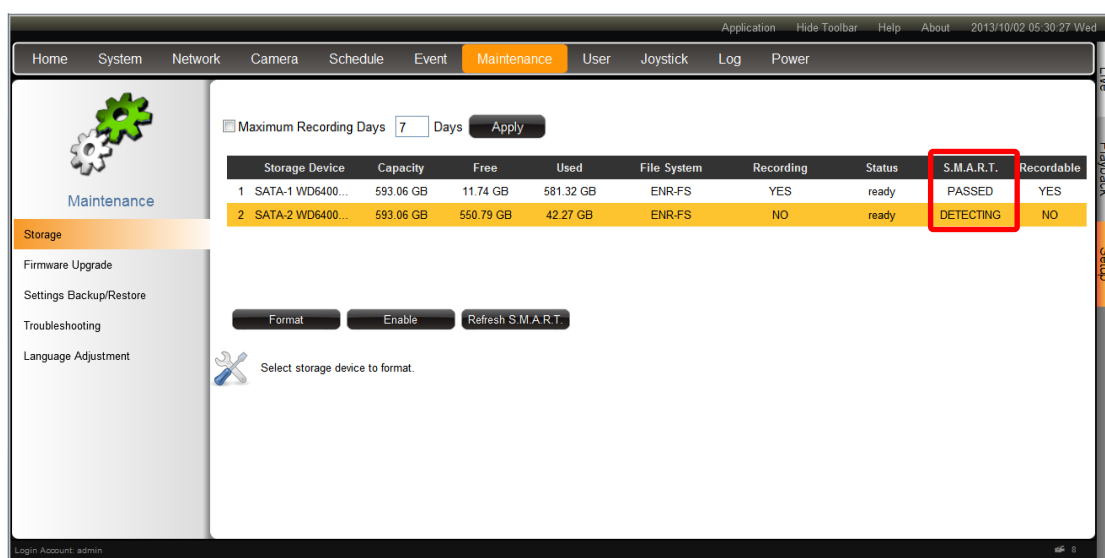 Application Hide Toolbar Help About 2013/10/02 05:30:27 Wed
Home System Network Camera Schedule Event Maintenance User Joystick Log Power
Live
Playback
Setup
Maintenance
Storage
Firmware Upgrade
Settings Backup/Restore
Troubleshooting
Language Adjustment
Maximum Recording Days 7 Days Apply
Storage Device Capacity Free Used File System Recording Status S.M.A.R.T. Recordable
1 SATA-1 WD6400... 593.06 GB 11.74 GB 581.32 GB ENR-FS YES ready PASSED YES
2 SATA-2 WD6400... 593.06 GB 550.79 GB 42.27 GB ENR-FS NO ready DETECTING NO
Format Enable Refresh S.M.A.R.T.
Select storage device to format.
Login Account: admin 8